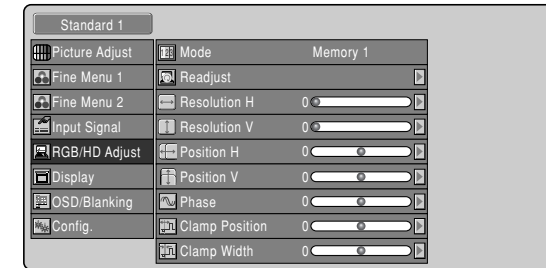 Standard 1
Picture Adjust
Fine Menu 1
Fine Menu 2
Input Signal
RGB/HD Adjust
Display
OSD/Blanking
Config.
Mode Memory 1
Readjust
Resolution H 0
Resolution V 0
Position H 0
Position V 0
Phase 0
Clamp Position 0
Clamp Width 0